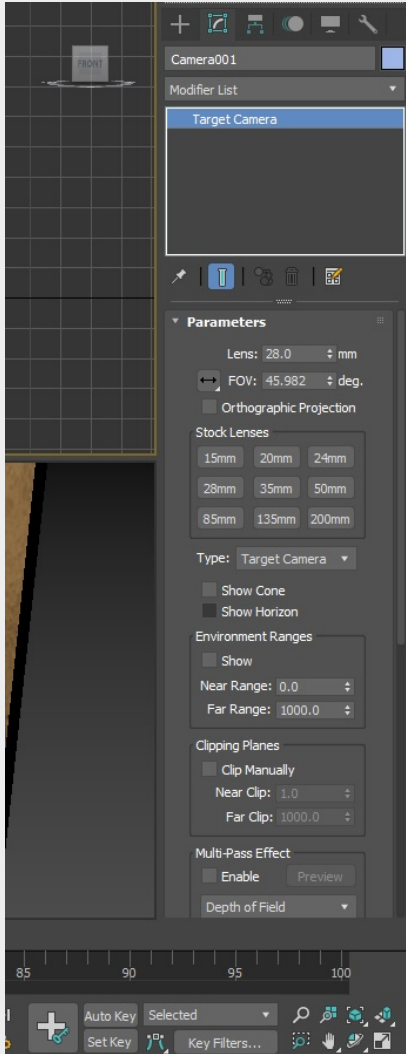 FRONT
Camera001
Modifier List
Target Camera
Parameters
Lens: 28.0 mm
FOV: 45.982 deg.
Orthographic Projection
Stock Lenses
15mm 20mm 24mm
28mm 35mm 50mm
85mm 135mm 200mm
Type: Target Camera
Show Cone
Show Horizon
Environment Ranges
Show
Near Range: 0.0
Far Range: 1000.0
Clipping Planes
Clip Manually
Near Clip: 1.0
Far Clip: 1000.0
Multi-Pass Effect
Enable Preview
Depth of Field
85 90 95 100
Auto Key Selected
Set Key Key Filters...